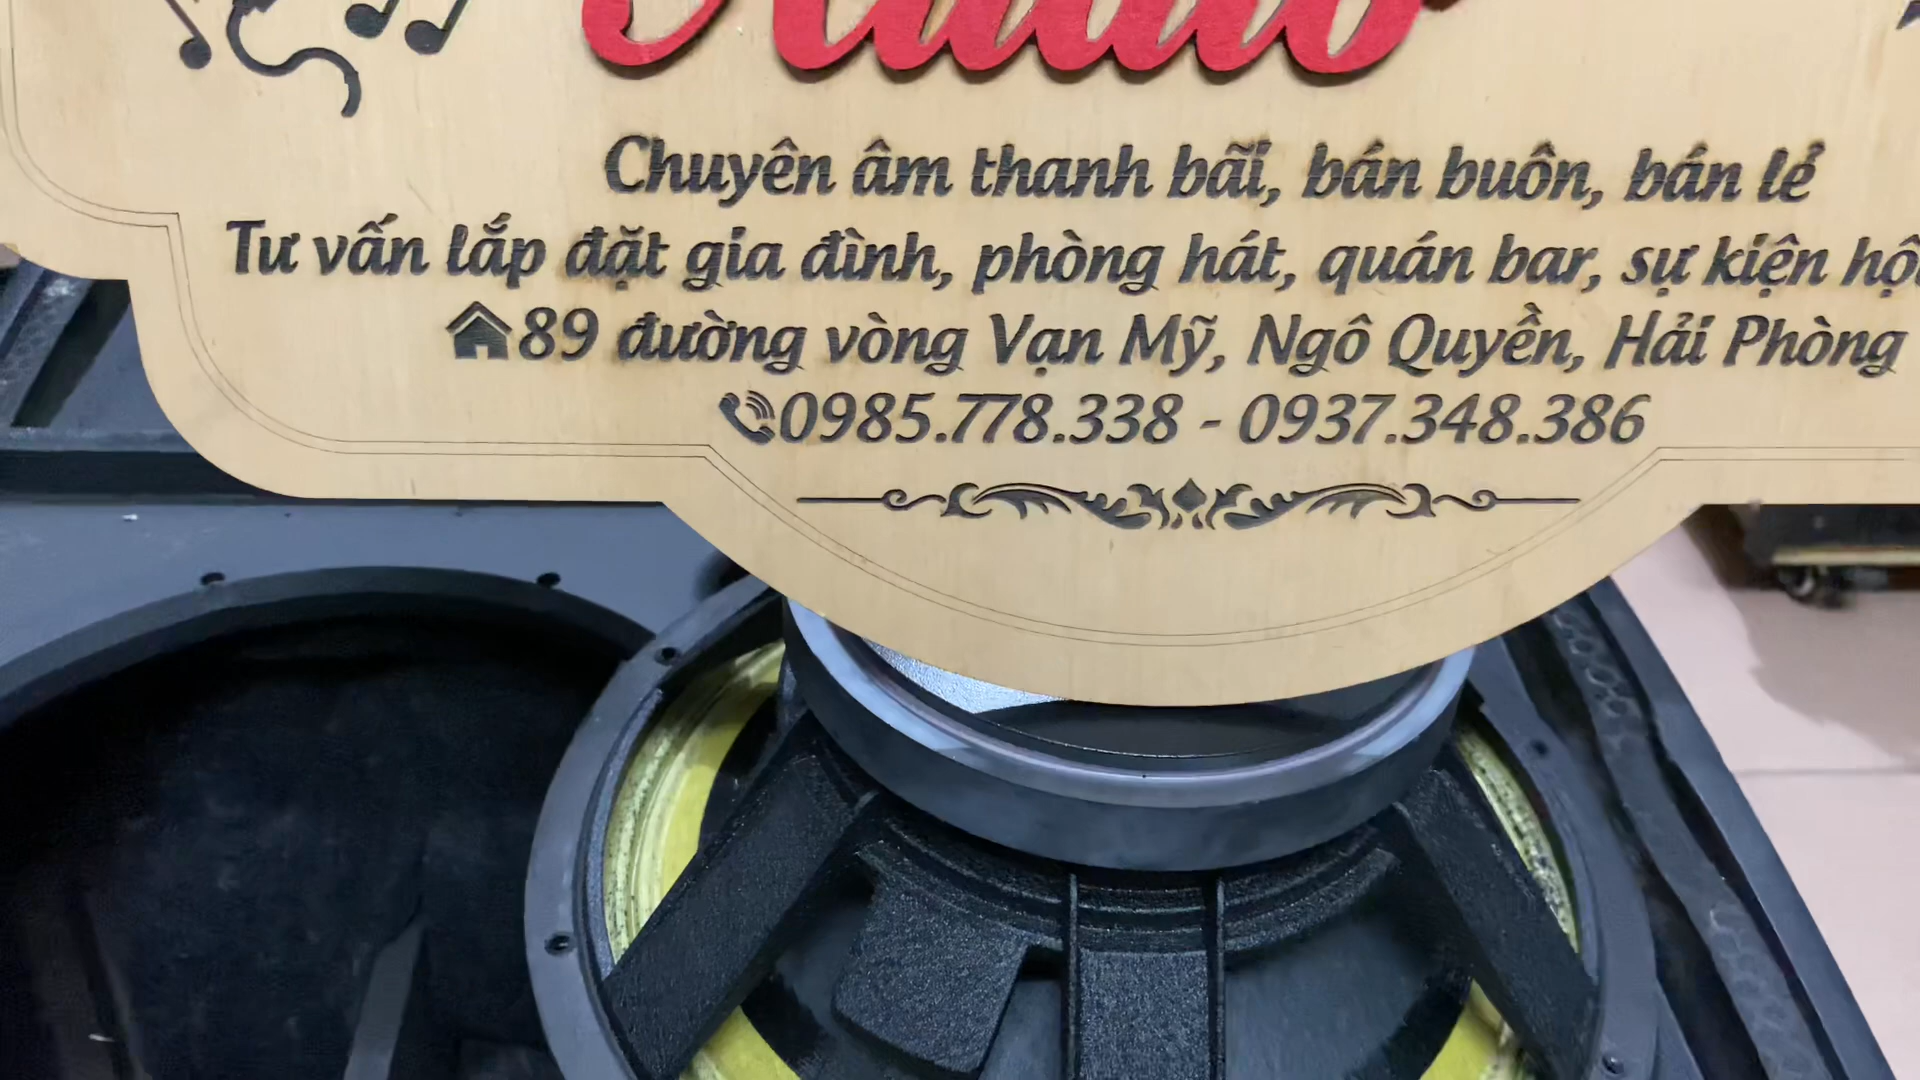 Audio
Chuyên âm thanh bãi, bán buôn, bán lẻ
Tư vấn lắp đặt gia đình, phòng hát, quán bar, sự kiện
89 đường vòng Vạn Mỹ, Ngô Quyền, Hải Phòng
0985.778.338 - 0937.348.386